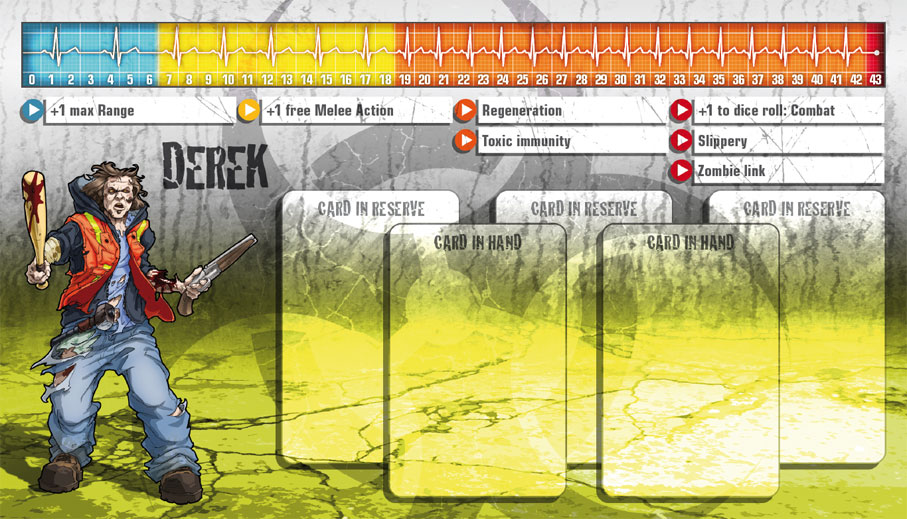 0 1 2 3 4 5 6 7 8 9 10 11 12 13 14 15 16 17 18 19 20 21 22 23 24 25 26 27 28 29 30 31 32 33 34 35 36 37 38 39 40 41 42 43
+1 max Range +1 free Melee Action Regeneration +1 to dice roll: Combat
Toxic immunity Slippery
Zombie link
DEREK
CARD IN RESERVE CARD IN RESERVE CARD IN RESERVE
CARD IN HAND CARD IN HAND